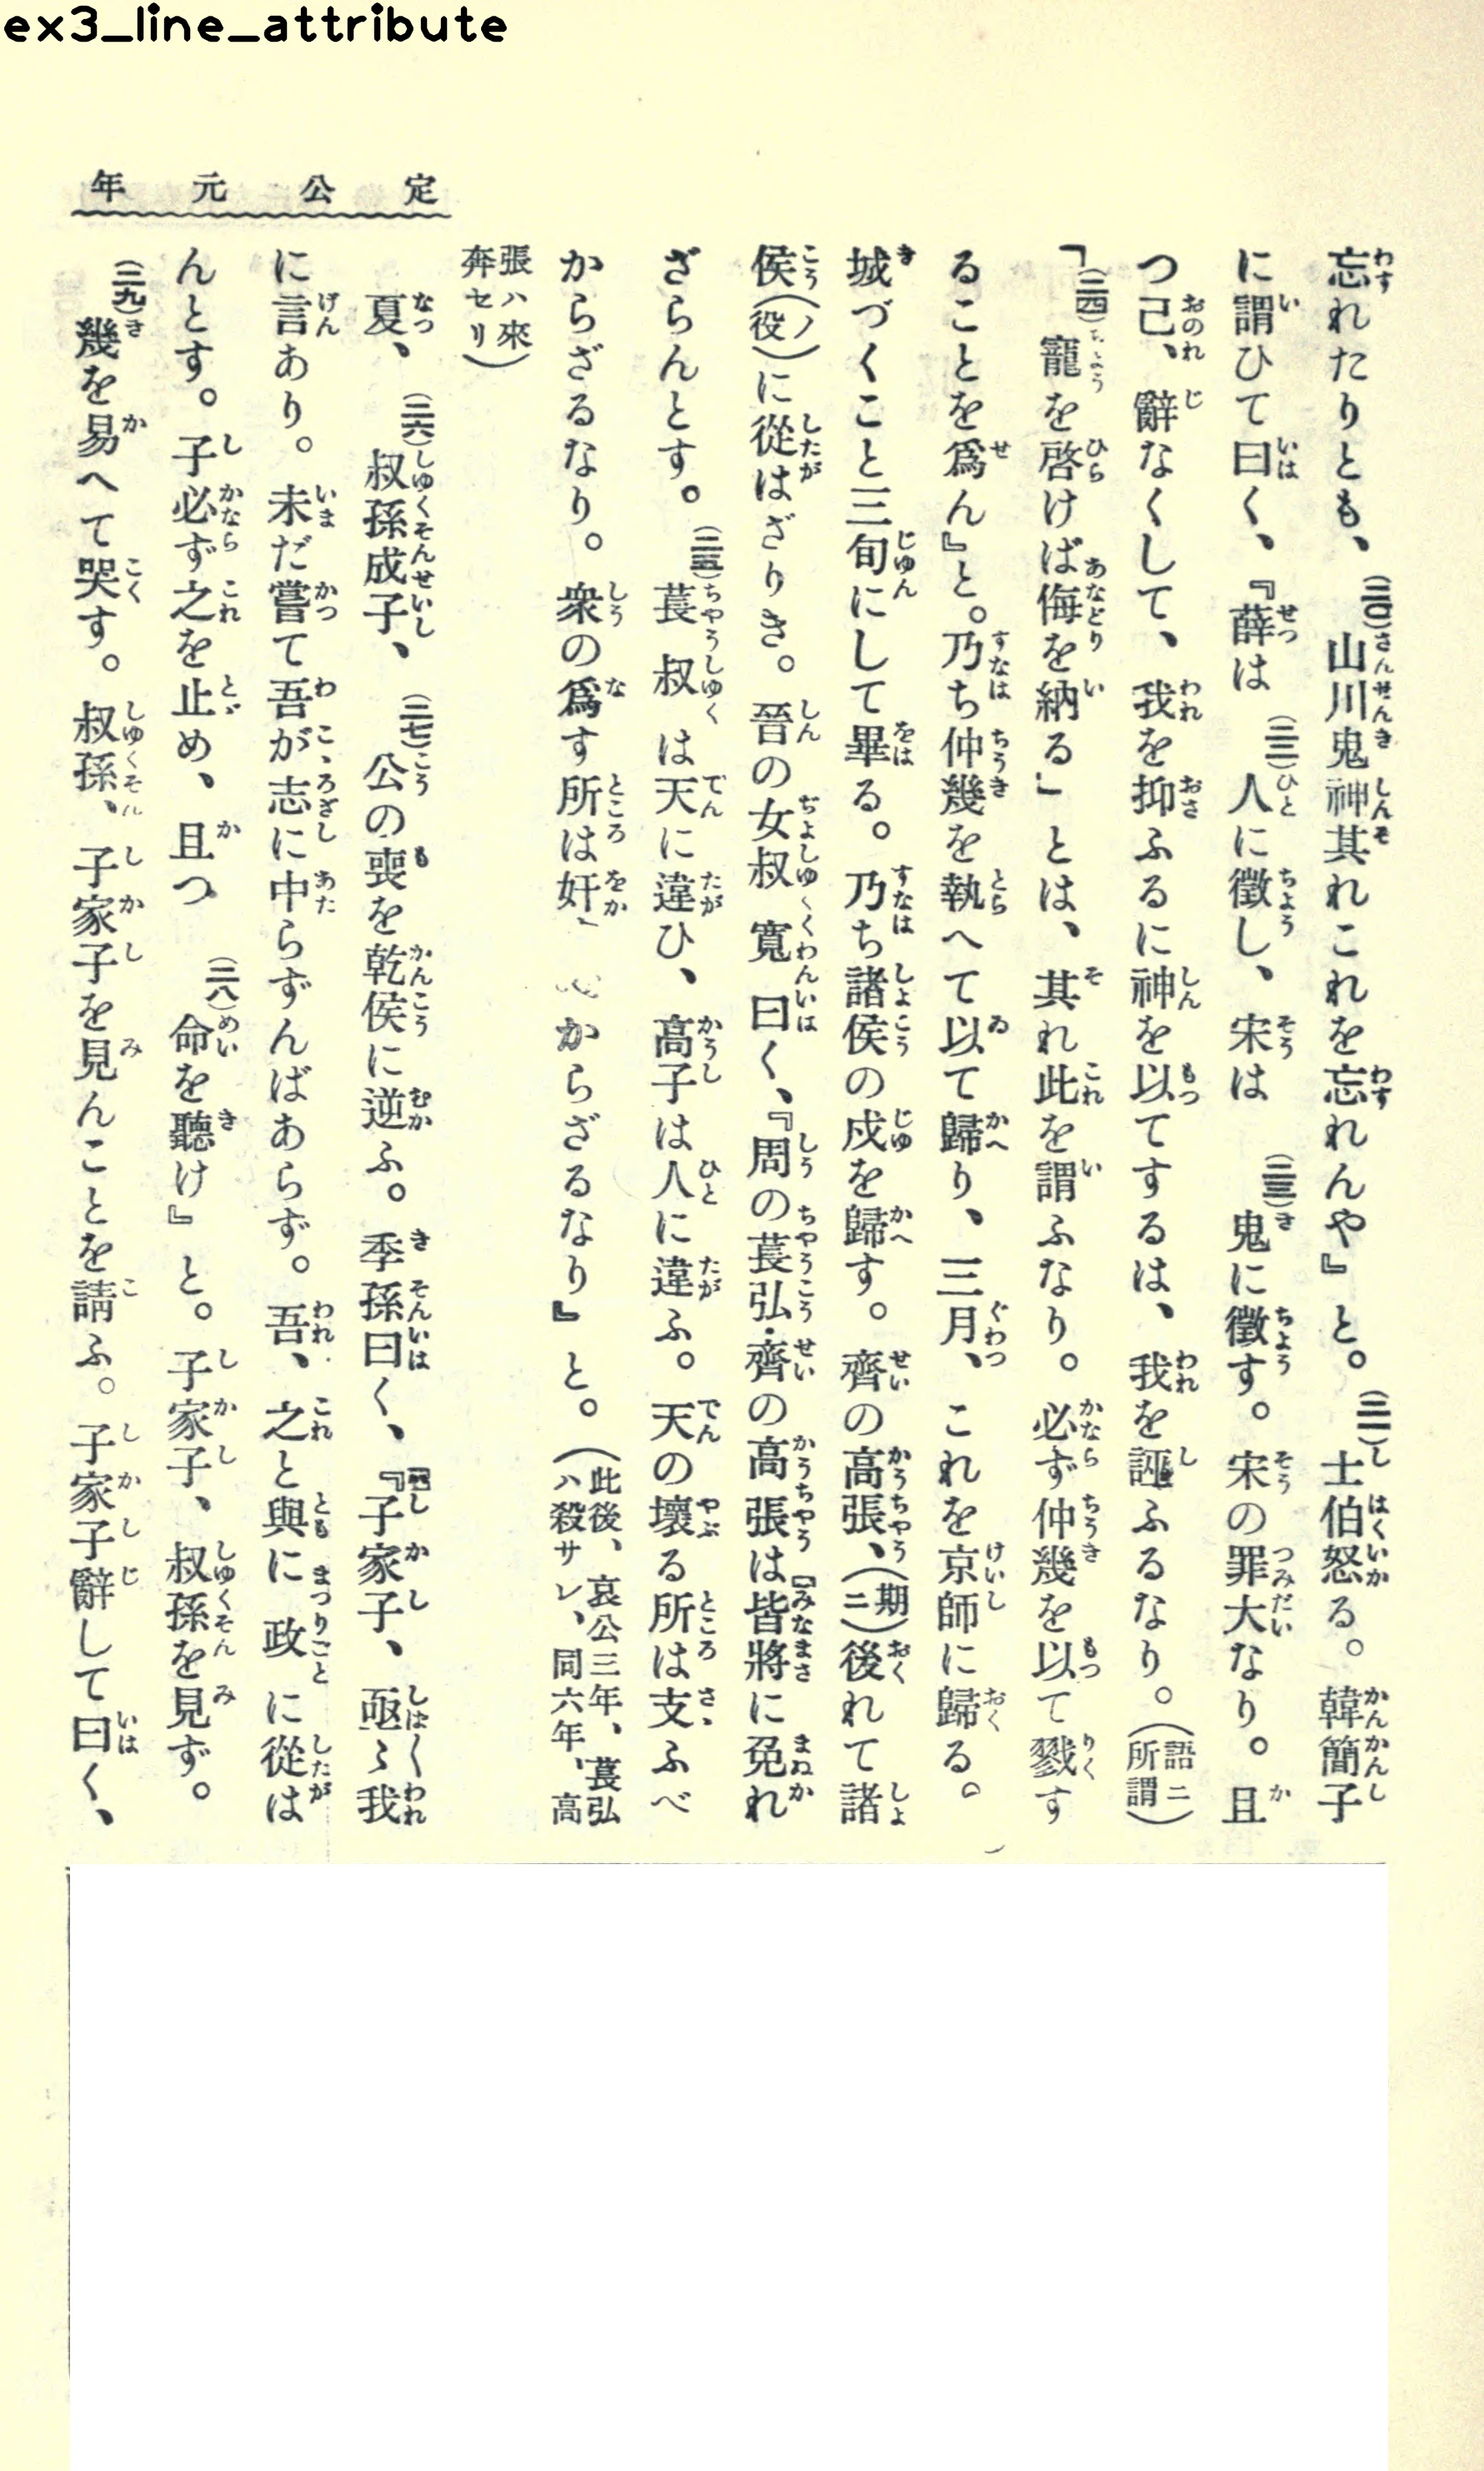 ex3_line_attribute
定公元年
忘れたりとも、(二〇)山川鬼神其れこれを忘れんや』と。(二一)士伯怒る。韓簡子
に謂ひて曰く、『薛は(二二)人に徵し、宋は(二三)鬼に徵す。宋の罪大なり。且
つ己、辭なくして、我を抑ふるに神を以てするは、我を誣ふるなり。(語ニ所謂)
「(二四)寵を啓けば侮を納る」とは、其れ此を謂ふなり。必ず仲幾を以て戮す
ることを爲ん』と。乃ち仲幾を執へて以て歸り、三月、これを京師に歸る。
城づくこと三旬にして畢る。乃ち諸侯の戍を歸す。齊の高張、(期ニ)後れて諸
侯(ノ役)に從はざりき。晉の女叔寬曰く、『周の萇弘・齊の高張は皆將に免れ
ざらんとす。(二五)萇叔は天に違ひ、高子は人に違ふ。天の壞る所は支ふべ
からざるなり。衆の爲す所は奸からざるなり』と。(此後、哀公三年、萇弘ハ殺サレ、同六年、高
張ハ來奔セリ)
夏、(二六)叔孫成子、(二七)公の喪を乾侯に逆ふ。季孫曰く、『子家子、亟〻我
に言あり。未だ嘗て吾が志に中らずんばあらず。吾、之と與に政に從は
んとす。子必ず之を止め、且つ(二八)命を聽け』と。子家子、叔孫を見ず。
(二九)幾を易へて哭す。叔孫、子家子を見んことを請ふ。子家子辭して曰く、